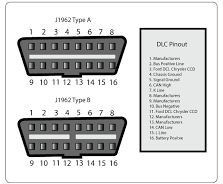 J1962 Type A
1 2 3 4 5 6 7 8
9 10 11 12 13 14 15 16
J1962 Type B
1 2 3 4 5 6 7 8
9 10 11 12 13 14 15 16
DLC Pinout
1. Manufacturers
2. Bus Positive Line
3. Ford DCL Chrysler CCD
4. Chassis Ground
5. Signal Ground
6. CAN High
7. K Line
8. Manufacturers
9. Manufacturers
10. Bus Negative
11. Ford DCL Chrysler CCD
12. Manufacturers
13. Manufacturers
14. CAN Low
15. L Line
16. Battery Positve